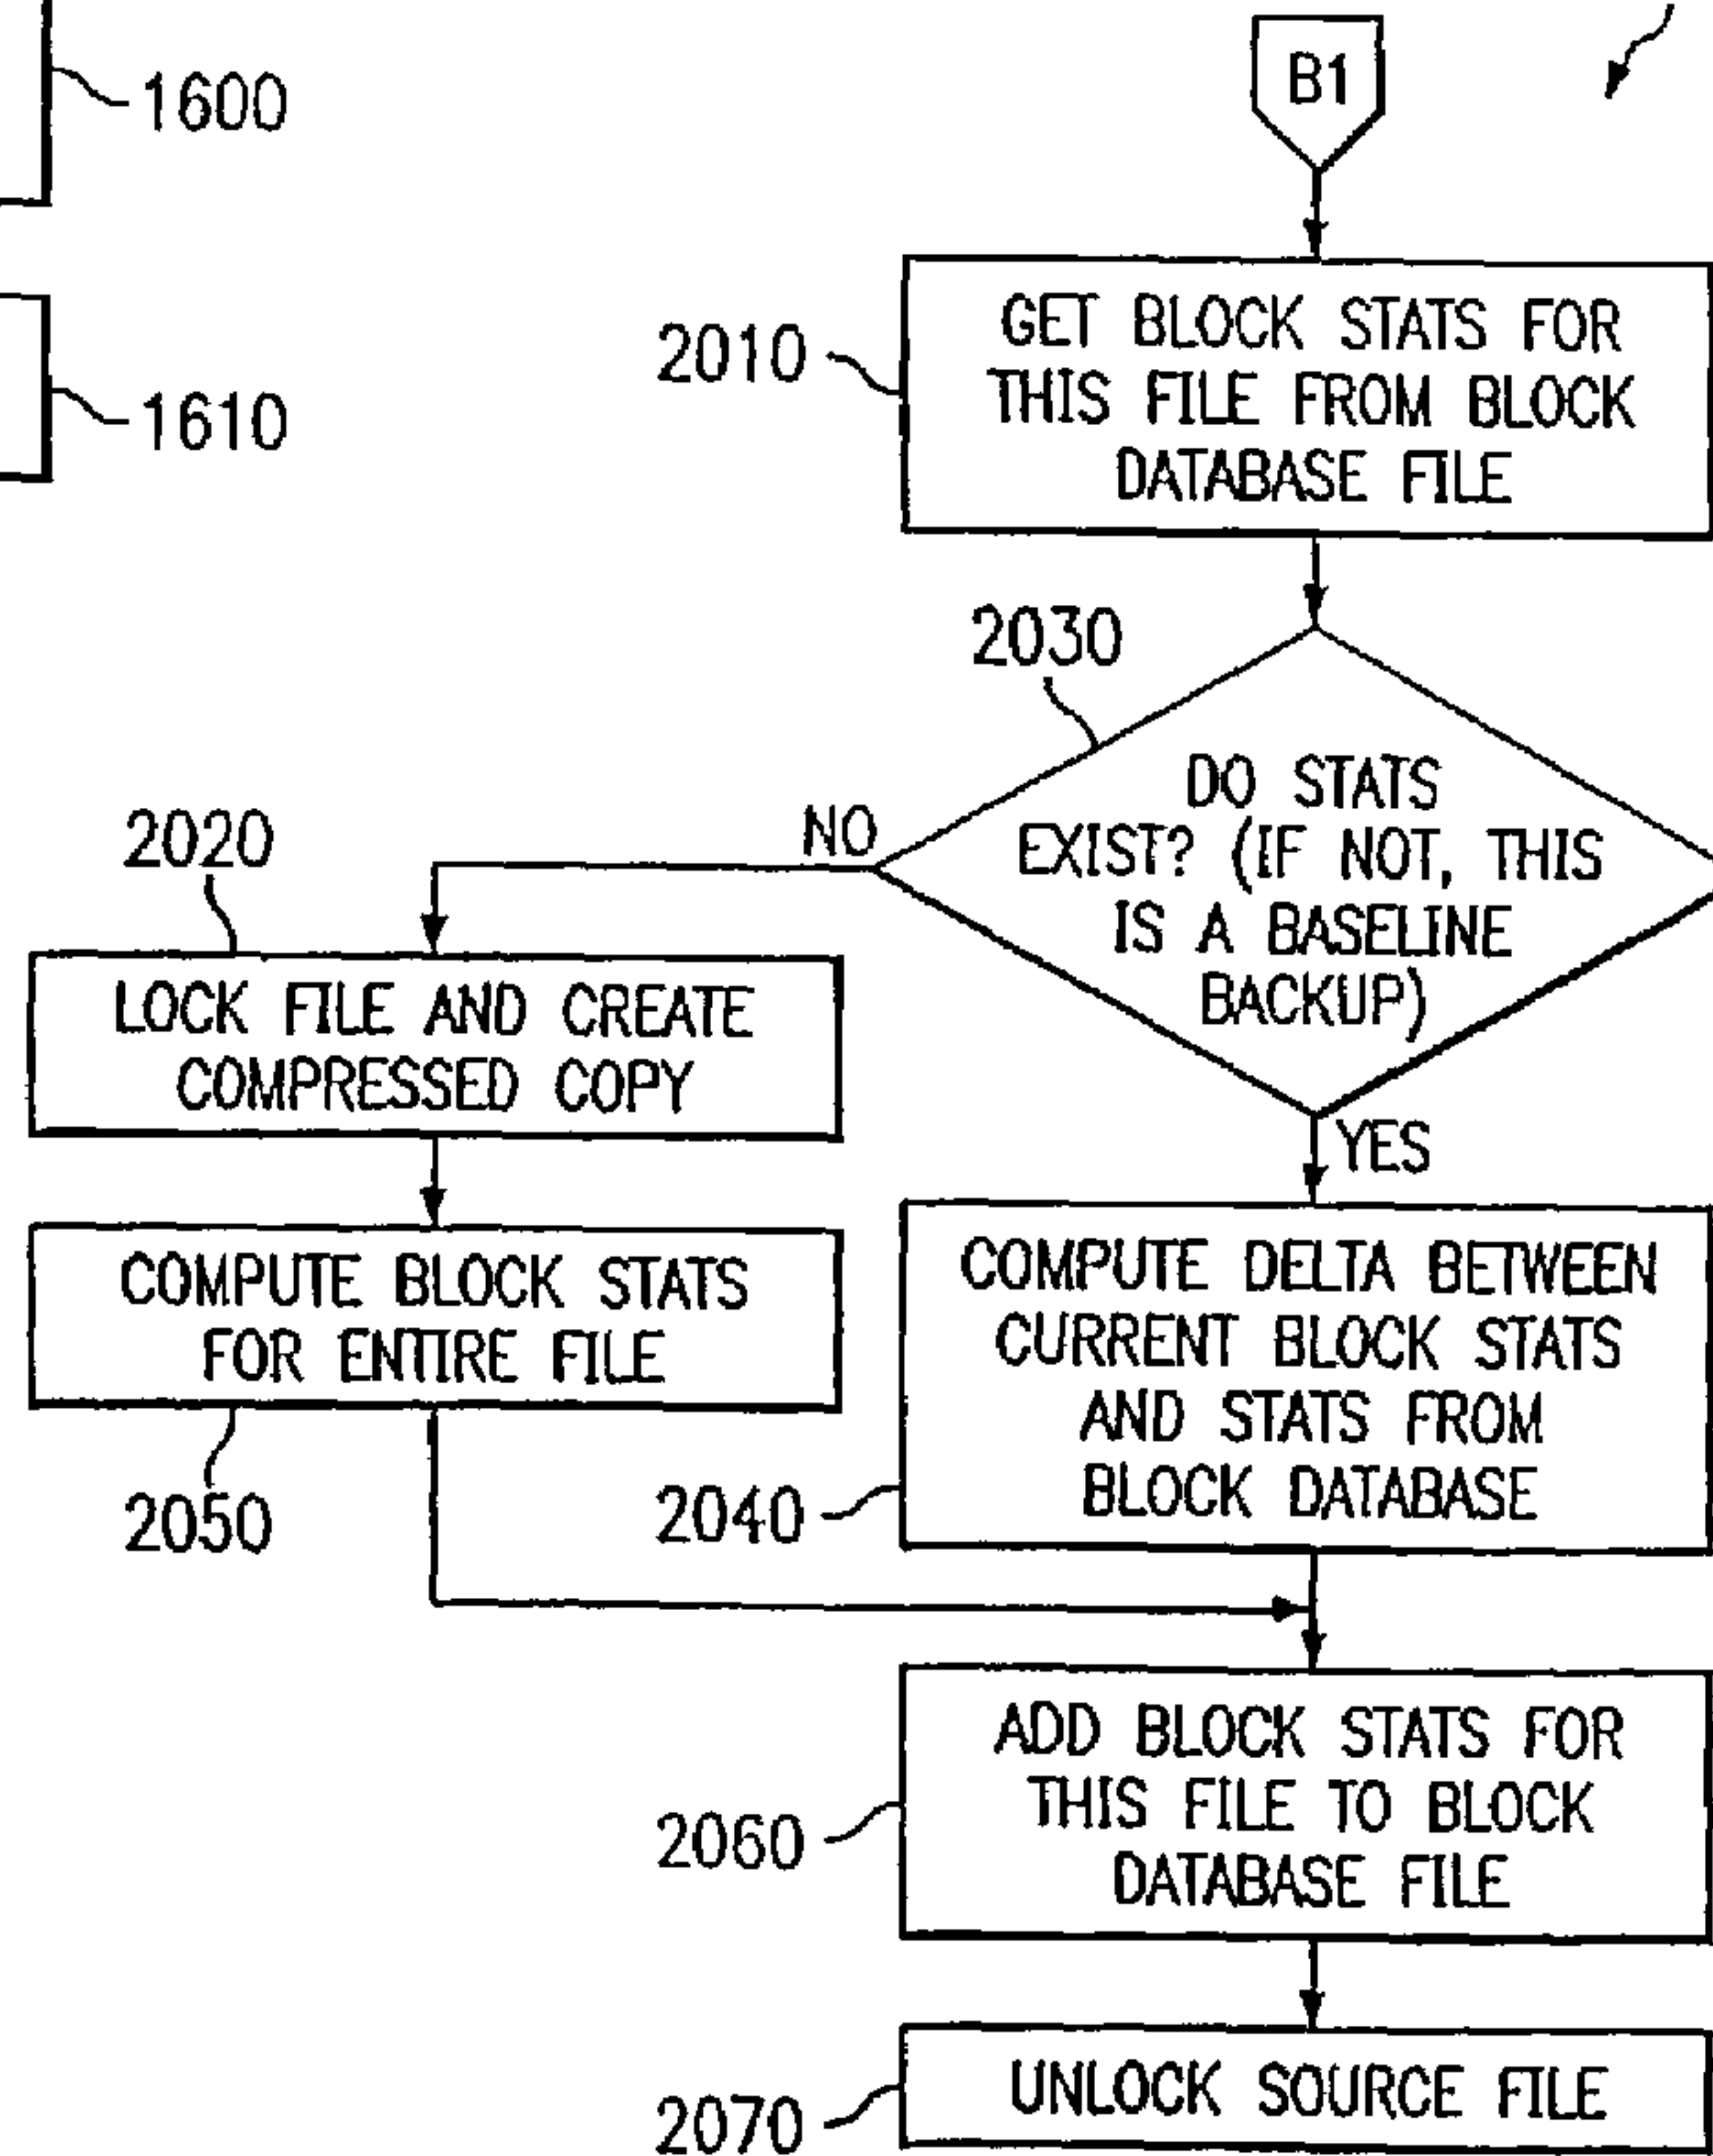 1600
1610
B1
2010
GET BLOCK STATS FOR
THIS FILE FROM BLOCK
DATABASE FILE
2030
DO STATS
EXIST? (IF NOT, THIS
IS A BASELINE
BACKUP)
NO
YES
2020
LOCK FILE AND CREATE
COMPRESSED COPY
COMPUTE BLOCK STATS
FOR ENTIRE FILE
2050
COMPUTE DELTA BETWEEN
CURRENT BLOCK STATS
AND STATS FROM
BLOCK DATABASE
2040
ADD BLOCK STATS FOR
THIS FILE TO BLOCK
DATABASE FILE
2060
UNLOCK SOURCE FILE
2070